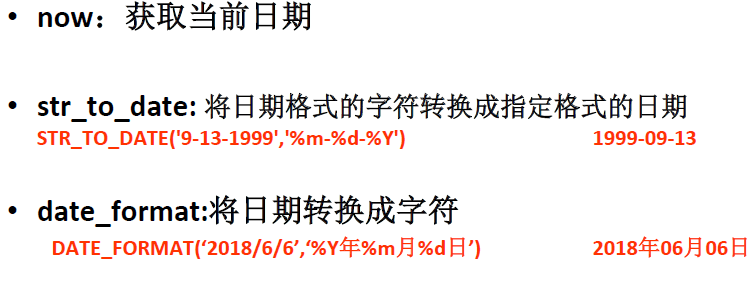 • now：获取当前日期
• str_to_date: 将日期格式的字符转换成指定格式的日期
STR_TO_DATE('9-13-1999','%m-%d-%Y') 1999-09-13
• date_format:将日期转换成字符
DATE_FORMAT(‘2018/6/6’,‘%Y年%m月%d日’) 2018年06月06日